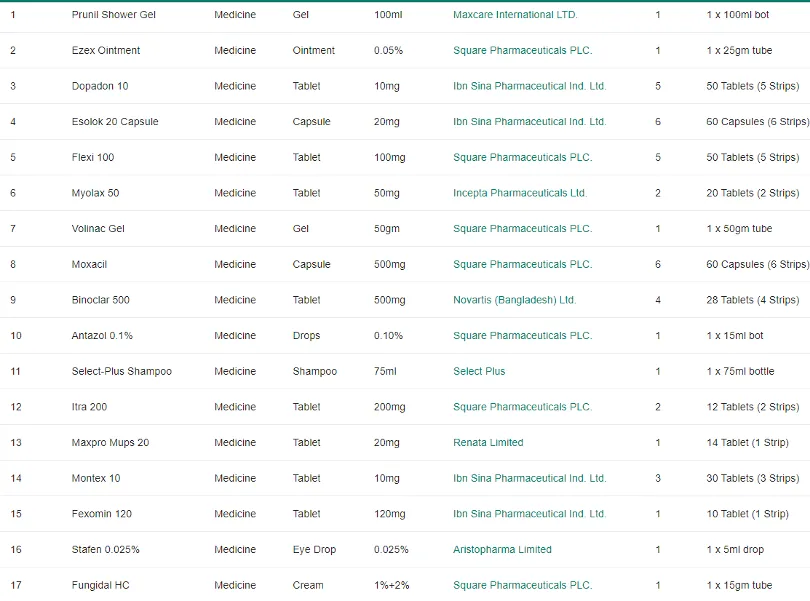 1 Prunil Shower Gel Medicine Gel 100ml Maxcare International LTD. 1 1 x 100ml bot
2 Ezex Ointment Medicine Ointment 0.05% Square Pharmaceuticals PLC. 1 1 x 25gm tube
3 Dopadon 10 Medicine Tablet 10mg Ibn Sina Pharmaceutical Ind. Ltd. 5 50 Tablets (5 Strips)
4 Esolok 20 Capsule Medicine Capsule 20mg Ibn Sina Pharmaceutical Ind. Ltd. 6 60 Capsules (6 Strips)
5 Flexi 100 Medicine Tablet 100mg Square Pharmaceuticals PLC. 5 50 Tablets (5 Strips)
6 Myolax 50 Medicine Tablet 50mg Incepta Pharmaceuticals Ltd. 2 20 Tablets (2 Strips)
7 Volinac Gel Medicine Gel 50gm Square Pharmaceuticals PLC. 1 1 x 50gm tube
8 Moxacil Medicine Capsule 500mg Square Pharmaceuticals PLC. 6 60 Capsules (6 Strips)
9 Binoclar 500 Medicine Tablet 500mg Novartis (Bangladesh) Ltd. 4 28 Tablets (4 Strips)
10 Antazol 0.1% Medicine Drops 0.10% Square Pharmaceuticals PLC. 1 1 x 15ml bot
11 Select-Plus Shampoo Medicine Shampoo 75ml Select Plus 1 1 x 75ml bottle
12 Itra 200 Medicine Tablet 200mg Square Pharmaceuticals PLC. 2 12 Tablets (2 Strips)
13 Maxpro Mups 20 Medicine Tablet 20mg Renata Limited 1 14 Tablet (1 Strip)
14 Montex 10 Medicine Tablet 10mg Ibn Sina Pharmaceutical Ind. Ltd. 3 30 Tablets (3 Strips)
15 Fexomin 120 Medicine Tablet 120mg Ibn Sina Pharmaceutical Ind. Ltd. 1 10 Tablet (1 Strip)
16 Stafen 0.025% Medicine Eye Drop 0.025% Aristopharma Limited 1 1 x 5ml drop
17 Fungidal HC Medicine Cream 1%+2% Square Pharmaceuticals PLC. 1 1 x 15gm tube